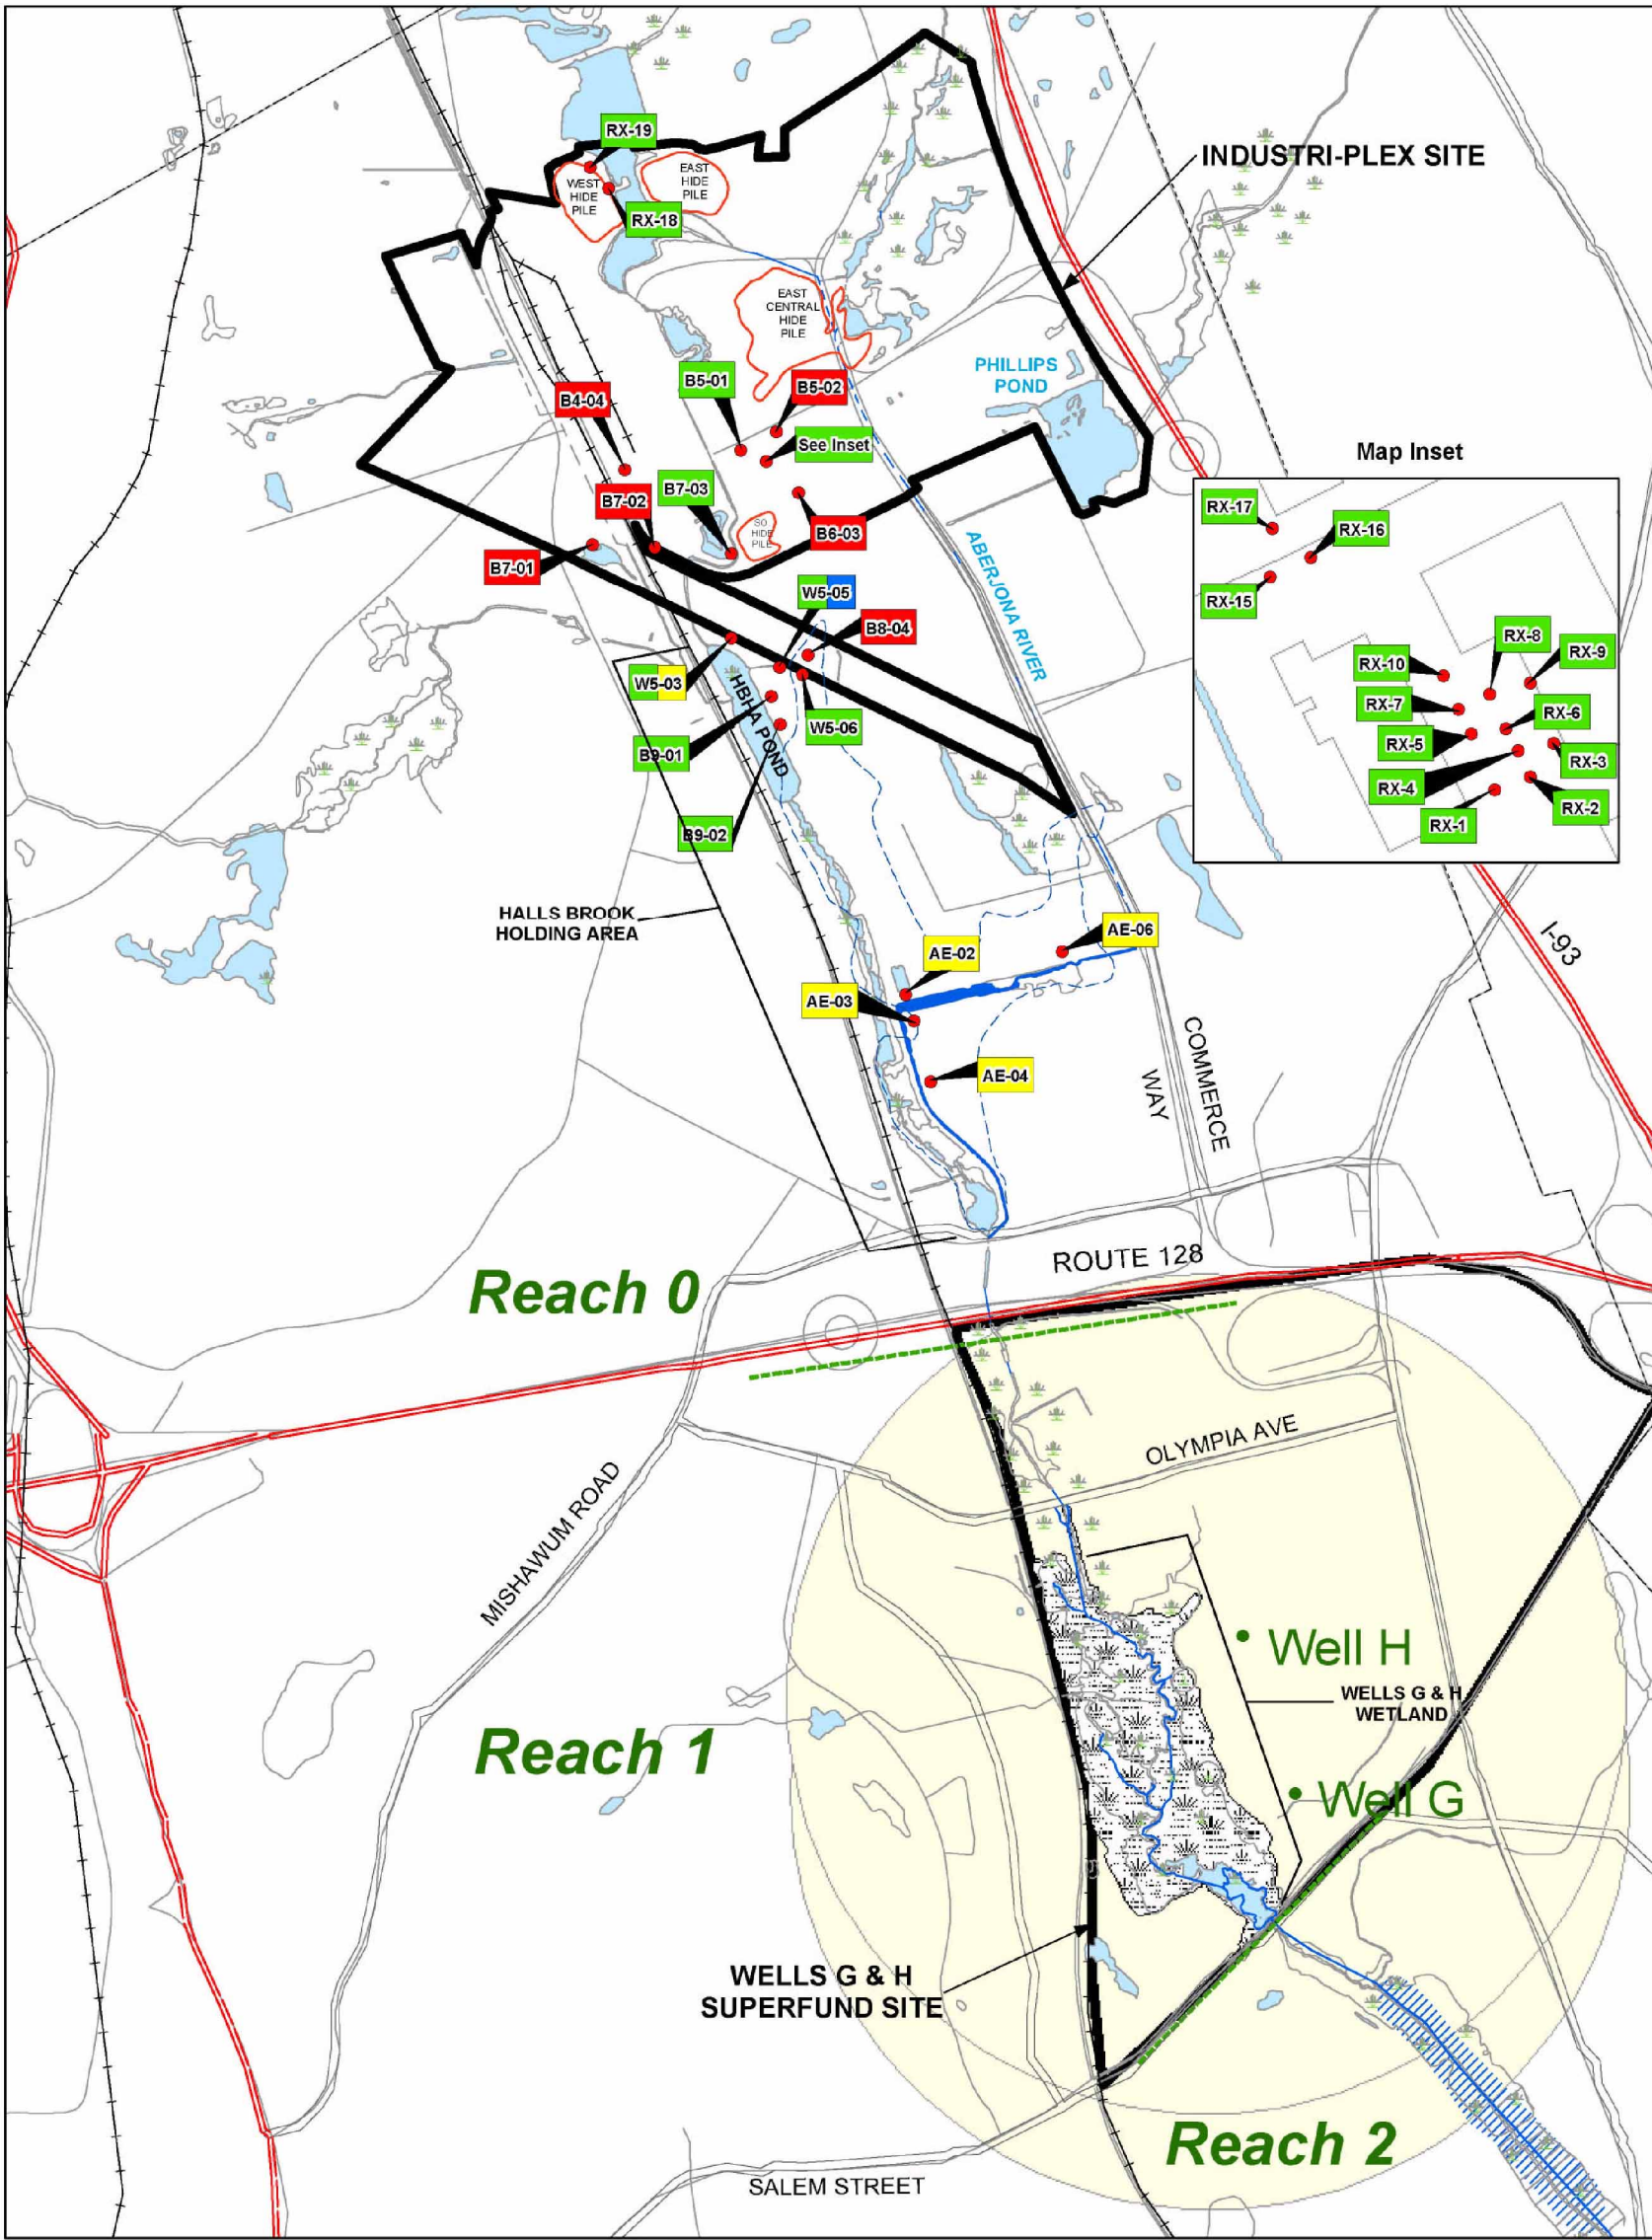 RX-19
INDUSTRI-PLEX SITE
EAST
HIDE
PILE
WEST
HIDE
PILE
RX-18
EAST
CENTRAL
HIDE
PILE
PHILLIPS
POND
B5-01
B5-02
B4-04
See Inset
Map Inset
B7-02
B7-03
RX-17
RX-16
SO.
HIDE
PILE
B6-03
B7-01
ABERJONA RIVER
W5-05
RX-15
B8-04
RX-8
RX-9
RX-10
W5-03
HBHA POND
RX-7
RX-6
W5-06
RX-5
B9-01
RX-3
RX-4
RX-2
RX-1
B9-02
HALLS BROOK
HOLDING AREA
AE-06
I-93
AE-02
AE-03
AE-04
COMMERCE
WAY
ROUTE 128
Reach 0
OLYMPIA AVE
MISHAWUM ROAD
Well H
WELLS G & H
WETLAND
Reach 1
Well G
WELLS G & H
SUPERFUND SITE
Reach 2
SALEM STREET